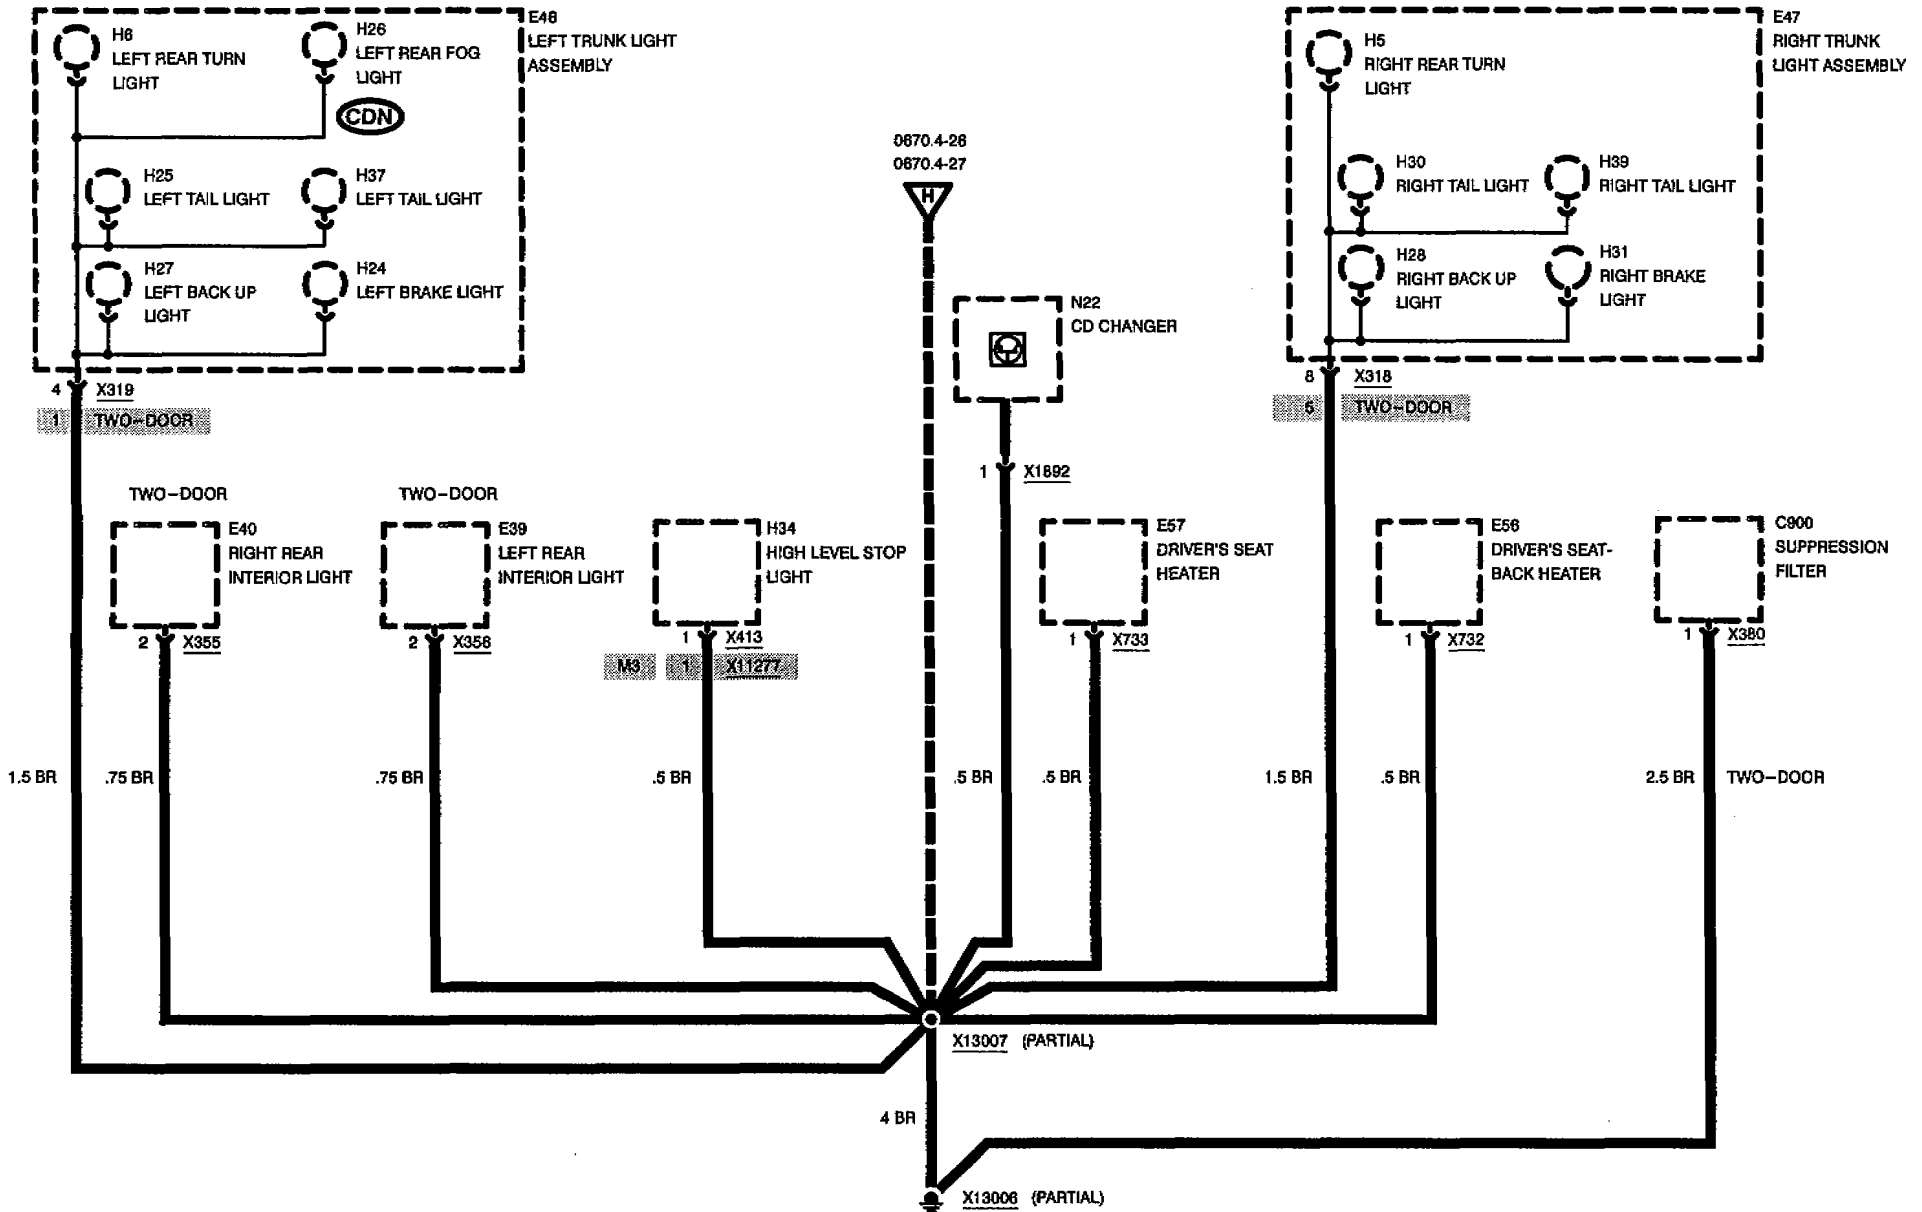 H6
LEFT REAR TURN
LIGHT
H26
LEFT REAR FOG
LIGHT
CDN
E48
LEFT TRUNK LIGHT
ASSEMBLY
H25
LEFT TAIL LIGHT
H37
LEFT TAIL LIGHT
H27
LEFT BACK UP
LIGHT
H24
LEFT BRAKE LIGHT
4 X319
1 TWO-DOOR
0670.4-26
0670.4-27
H
N22
CD CHANGER
1 X1892
H5
RIGHT REAR TURN
LIGHT
E47
RIGHT TRUNK
LIGHT ASSEMBLY
H30
RIGHT TAIL LIGHT
H39
RIGHT TAIL LIGHT
H28
RIGHT BACK UP
LIGHT
H31
RIGHT BRAKE
LIGHT
8 X318
5 TWO-DOOR
TWO-DOOR
E40
RIGHT REAR
INTERIOR LIGHT
2 X355
TWO-DOOR
E39
LEFT REAR
INTERIOR LIGHT
2 X356
H34
HIGH LEVEL STOP
LIGHT
1 X413
M3 1 X11277
E57
DRIVER'S SEAT
HEATER
1 X733
E56
DRIVER'S SEAT-
BACK HEATER
1 X732
C900
SUPPRESSION
FILTER
1 X380
1.5 BR
.75 BR
.75 BR
.5 BR
.5 BR
.5 BR
1.5 BR
.5 BR
2.5 BR TWO-DOOR
X13007 (PARTIAL)
4 BR
X13006 (PARTIAL)